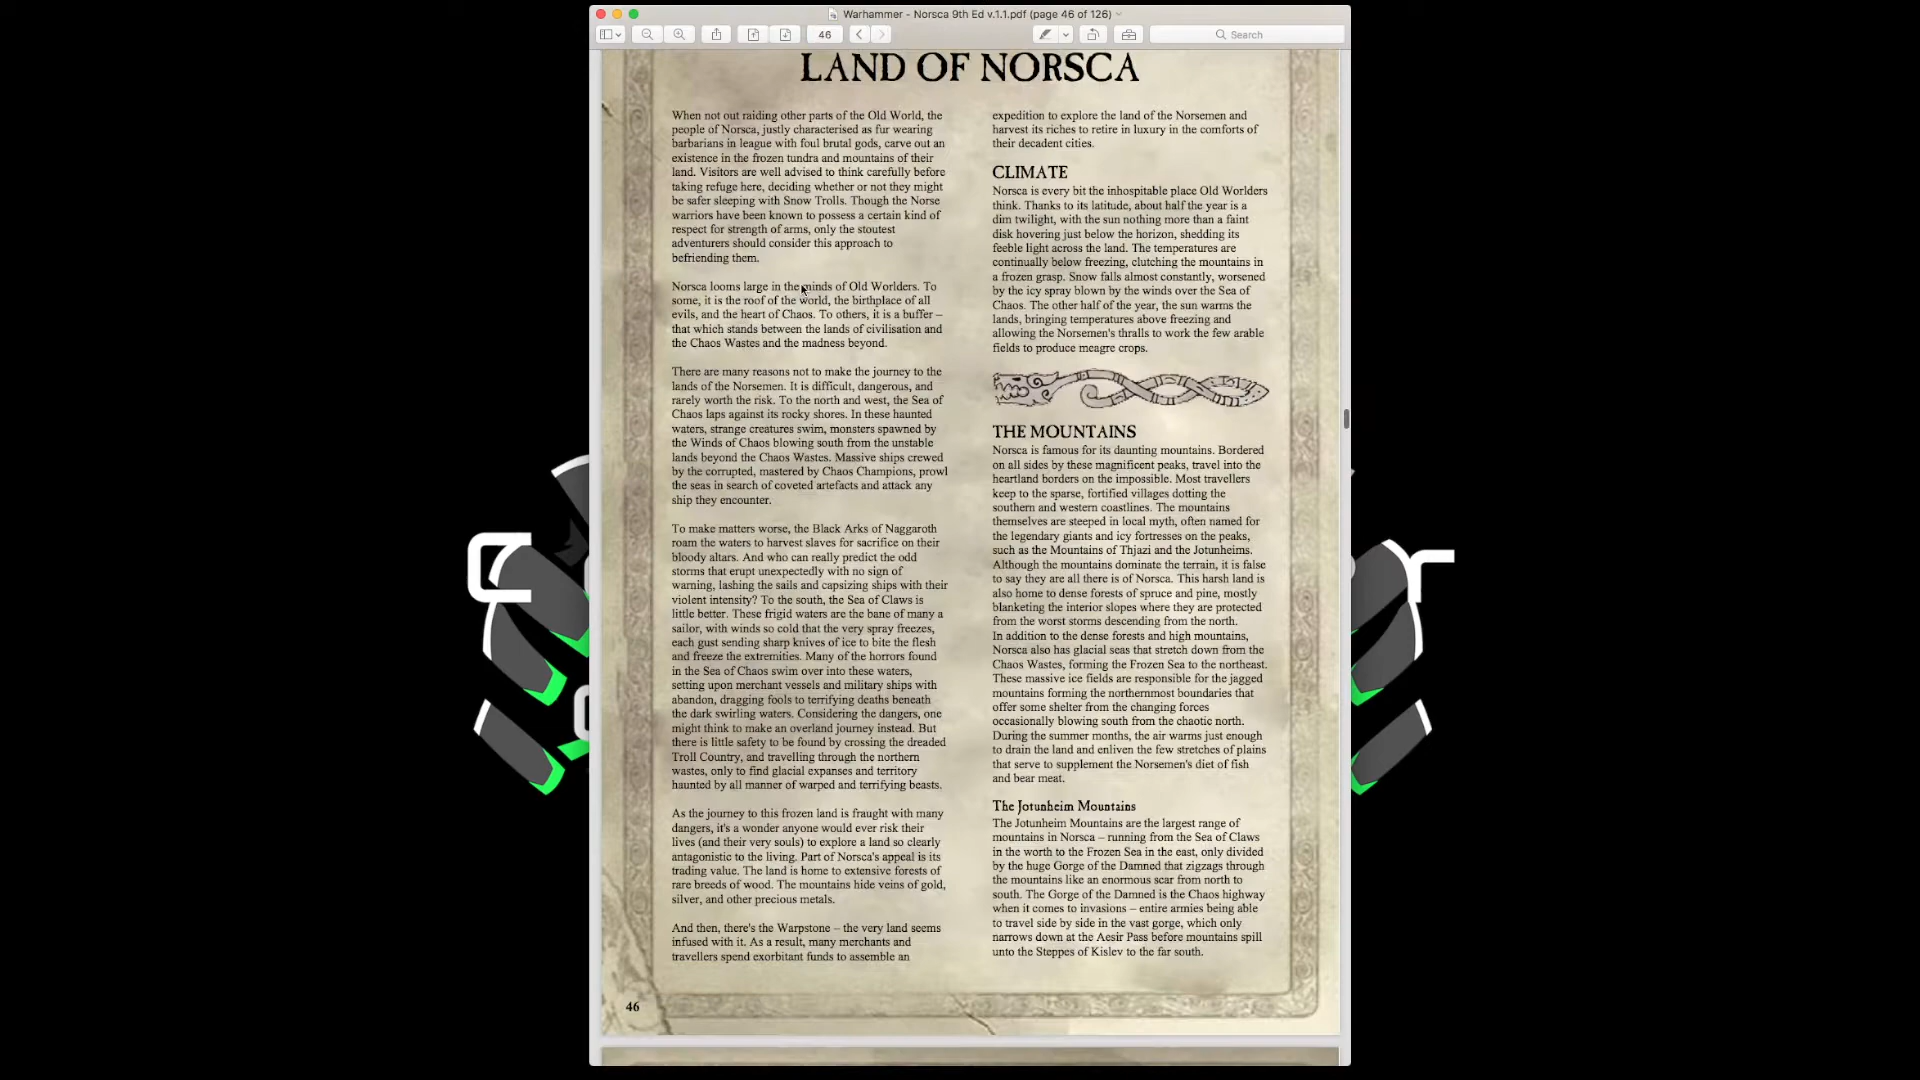 Warhammer - Norsca 9th Ed v.1.1.pdf (page 46 of 126)
46
Search
LAND OF NORSCA
When not out raiding other parts of the Old World, the
people of Norsca, justly characterised as fur wearing
barbarians in league with foul brutal gods, carve out an
existence in the frozen tundra and mountains of their
land. Visitors are well advised to think carefully before
taking refuge here, deciding whether or not they might
be safer sleeping with Snow Trolls. Though the Norse
warriors have been known to possess a certain kind of
respect for strength of arms, only the stoutest
adventurers should consider this approach to
befriending them.
Norsca looms large in the minds of Old Worlders. To
some, it is the roof of the world, the birthplace of all
evils, and the heart of Chaos. To others, it is a buffer –
that which stands between the lands of civilisation and
the Chaos Wastes and the madness beyond.
There are many reasons not to make the journey to the
lands of the Norsemen. It is difficult, dangerous, and
rarely worth the risk. To the north and west, the Sea of
Chaos laps against its rocky shores. In these haunted
waters, strange creatures swim, monsters spawned by
the Winds of Chaos blowing south from the unstable
lands beyond the Chaos Wastes. Massive ships crewed
by the corrupted, mastered by Chaos Champions, prowl
the seas in search of coveted artefacts and attack any
ship they encounter.
To make matters worse, the Black Arks of Naggaroth
roam the waters to harvest slaves for sacrifice on their
bloody altars. And who can really predict the odd
storms that erupt unexpectedly with no sign of
warning, lashing the sails and capsizing ships with their
violent intensity? To the south, the Sea of Claws is
little better. These frigid waters are the bane of many a
sailor, with winds so cold that the very spray freezes,
each gust sending sharp knives of ice to bite the flesh
and freeze the extremities. Many of the horrors found
in the Sea of Chaos swim over into these waters,
setting upon merchant vessels and military ships with
abandon, dragging fools to terrifying deaths beneath
the dark swirling waters. Considering the dangers, one
might think to make an overland journey instead. But
there is little safety to be found by crossing the dreaded
Troll Country, and travelling through the northern
wastes, only to find glacial expanses and territory
haunted by all manner of warped and terrifying beasts.
As the journey to this frozen land is fraught with many
dangers, it's a wonder anyone would ever risk their
lives (and their very souls) to explore a land so clearly
antagonistic to the living. Part of Norsca's appeal is its
trading value. The land is home to extensive forests of
rare breeds of wood. The mountains hide veins of gold,
silver, and other precious metals.
And then, there's the Warpstone – the very land seems
infused with it. As a result, many merchants and
travellers spend exorbitant funds to assemble an
expedition to explore the land of the Norsemen and
harvest its riches to retire in luxury in the comforts of
their decadent cities.
CLIMATE
Norsca is every bit the inhospitable place Old Worlders
think. Thanks to its latitude, about half the year is a
dim twilight, with the sun nothing more than a faint
disk hovering just below the horizon, shedding its
feeble light across the land. The temperatures are
continually below freezing, clutching the mountains in
a frozen grasp. Snow falls almost constantly, worsened
by the icy spray blown by the winds over the Sea of
Chaos. The other half of the year, the sun warms the
lands, bringing temperatures above freezing and
allowing the Norsemen's thralls to work the few arable
fields to produce meagre crops.
THE MOUNTAINS
Norsca is famous for its daunting mountains. Bordered
on all sides by these magnificent peaks, travel into the
heartland borders on the impossible. Most travellers
keep to the sparse, fortified villages dotting the
southern and western coastlines. The mountains
themselves are steeped in local myth, often named for
the legendary giants and icy fortresses on the peaks,
such as the Mountains of Thjazi and the Jotunheims.
Although the mountains dominate the terrain, it is false
to say they are all there is of Norsca. This harsh land is
also home to dense forests of spruce and pine, mostly
blanketing the interior slopes where they are protected
from the worst storms descending from the north.
In addition to the dense forests and high mountains,
Norsca also has glacial seas that stretch down from the
Chaos Wastes, forming the Frozen Sea to the northeast.
These massive ice fields are responsible for the jagged
mountains forming the northernmost boundaries that
offer some shelter from the changing forces
occasionally blowing south from the chaotic north.
During the summer months, the air warms just enough
to drain the land and enliven the few stretches of plains
that serve to supplement the Norsemen's diet of fish
and bear meat.
The Jotunheim Mountains
The Jotunheim Mountains are the largest range of
mountains in Norsca – running from the Sea of Claws
in the worth to the Frozen Sea in the east, only divided
by the huge Gorge of the Damned that zigzags through
the mountains like an enormous scar from north to
south. The Gorge of the Damned is the Chaos highway
when it comes to invasions – entire armies being able
to travel side by side in the vast gorge, which only
narrows down at the Aesir Pass before mountains spill
unto the Steppes of Kislev to the far south.
46